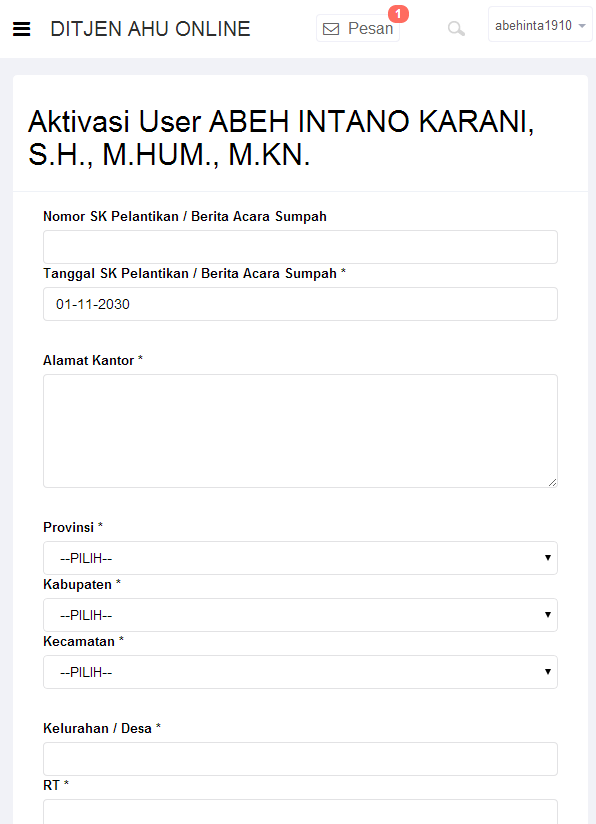 DITJEN AHU ONLINE
Pesan
1
abehinta1910
Aktivasi User ABEH INTANO KARANI,
S.H., M.HUM., M.KN.
Nomor SK Pelantikan / Berita Acara Sumpah
Tanggal SK Pelantikan / Berita Acara Sumpah *
01-11-2030
Alamat Kantor *
Provinsi *
--PILIH--
Kabupaten *
--PILIH--
Kecamatan *
--PILIH--
Kelurahan / Desa *
RT *